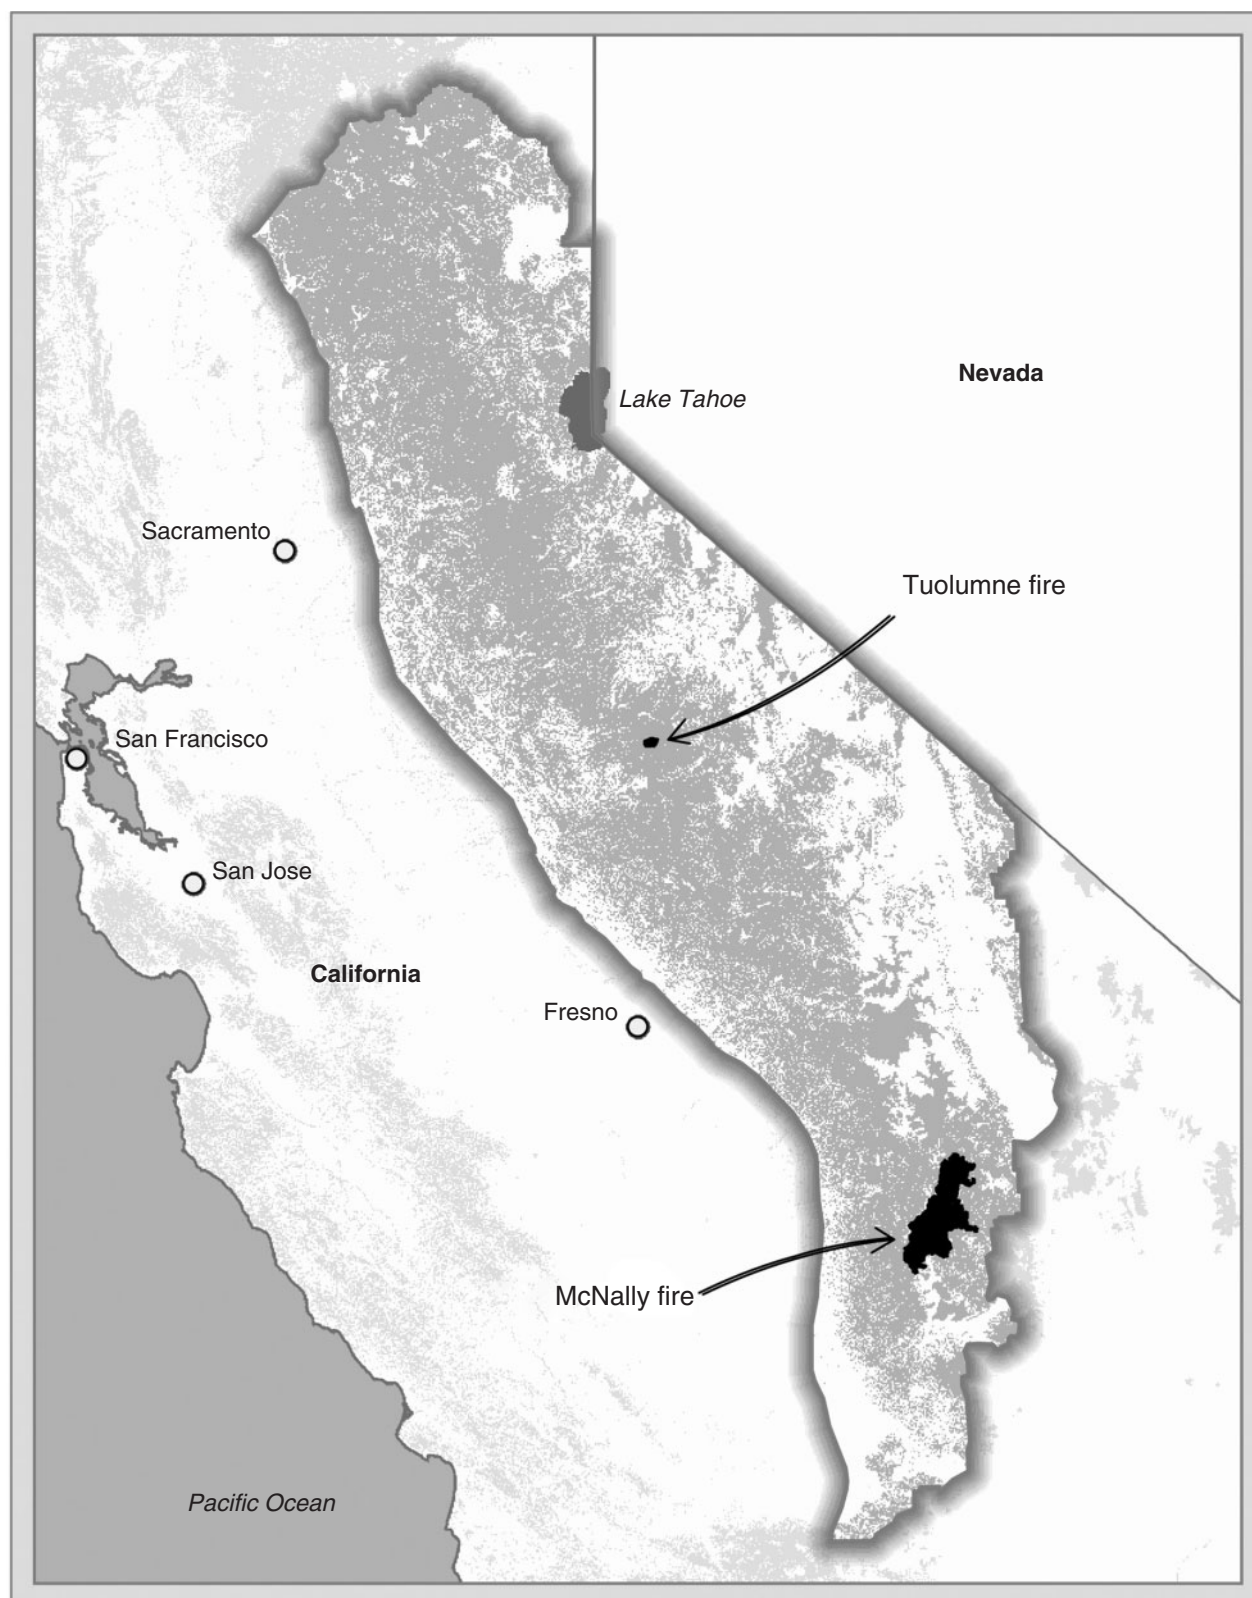 Nevada
Lake Tahoe
Sacramento
Tuolumne fire
San Francisco
San Jose
California
Fresno
McNally fire
Pacific Ocean